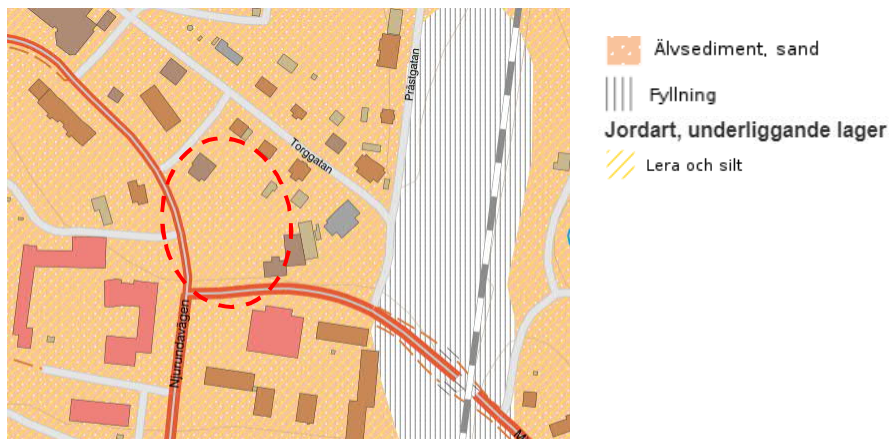 Prästgatan
Torggatan
Njurundavägen
Älvsediment, sand
Fyllning
Jordart, underliggande lager
Lera och silt